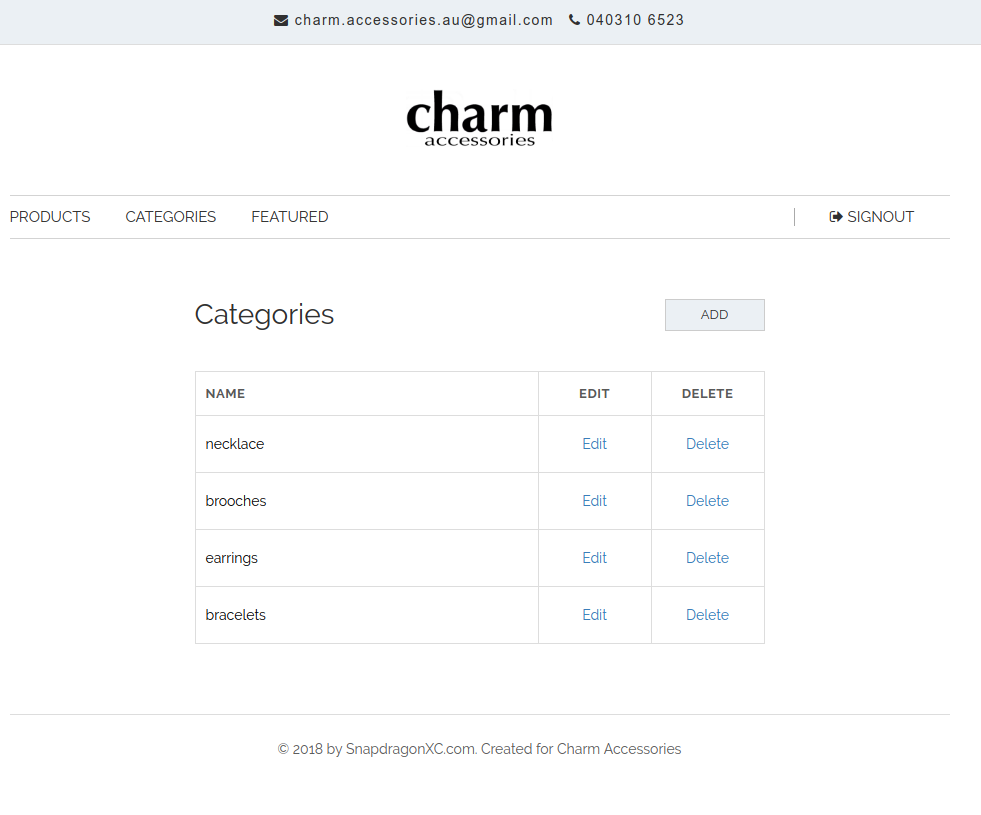 charm.accessories.au@gmail.com 040310 6523
charm
accessories
PRODUCTS CATEGORIES FEATURED SIGNOUT
Categories ADD
NAME EDIT DELETE
necklace Edit Delete
brooches Edit Delete
earrings Edit Delete
bracelets Edit Delete
© 2018 by SnapdragonXC.com. Created for Charm Accessories